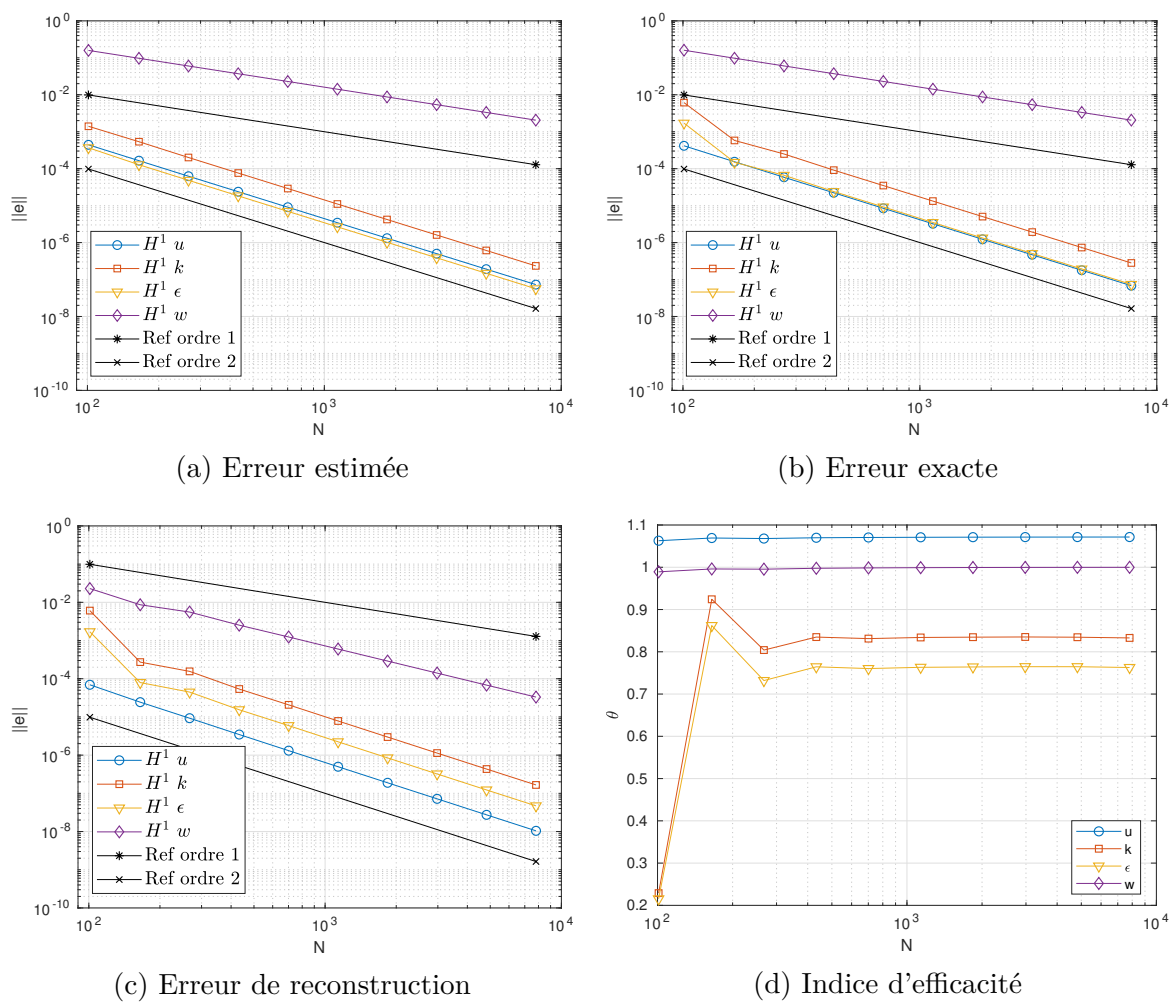 10^0
10^-2
10^-4
10^-6
10^-8
10^-10
||e||
H^1 u
H^1 k
H^1 ϵ
H^1 w
Ref ordre 1
Ref ordre 2
10^2 10^3 10^4
N
(a) Erreur estimée
10^0
10^-2
10^-4
10^-6
10^-8
10^-10
||e||
H^1 u
H^1 k
H^1 ϵ
H^1 w
Ref ordre 1
Ref ordre 2
10^2 10^3 10^4
N
(b) Erreur exacte
10^0
10^-2
10^-4
10^-6
10^-8
10^-10
||e||
H^1 u
H^1 k
H^1 ϵ
H^1 w
Ref ordre 1
Ref ordre 2
10^2 10^3 10^4
N
(c) Erreur de reconstruction
1.1
1
0.9
0.8
0.7
0.6
0.5
0.4
0.3
0.2
θ
u
k
ϵ
w
10^2 10^3 10^4
N
(d) Indice d'efficacité